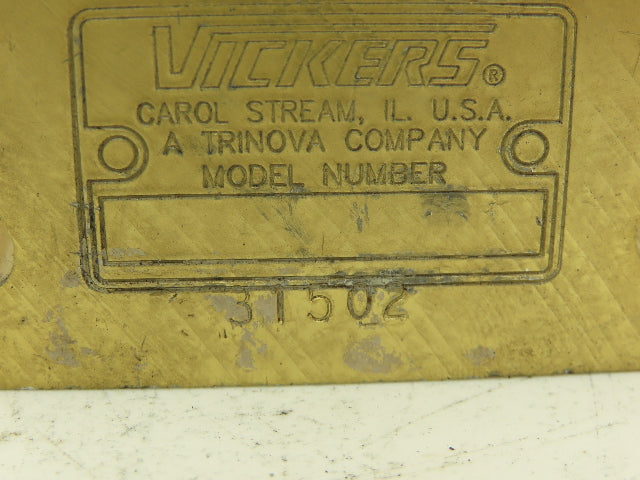 VICKERS®
CAROL STREAM, IL. U.S.A.
A TRINOVA COMPANY
MODEL NUMBER
31502